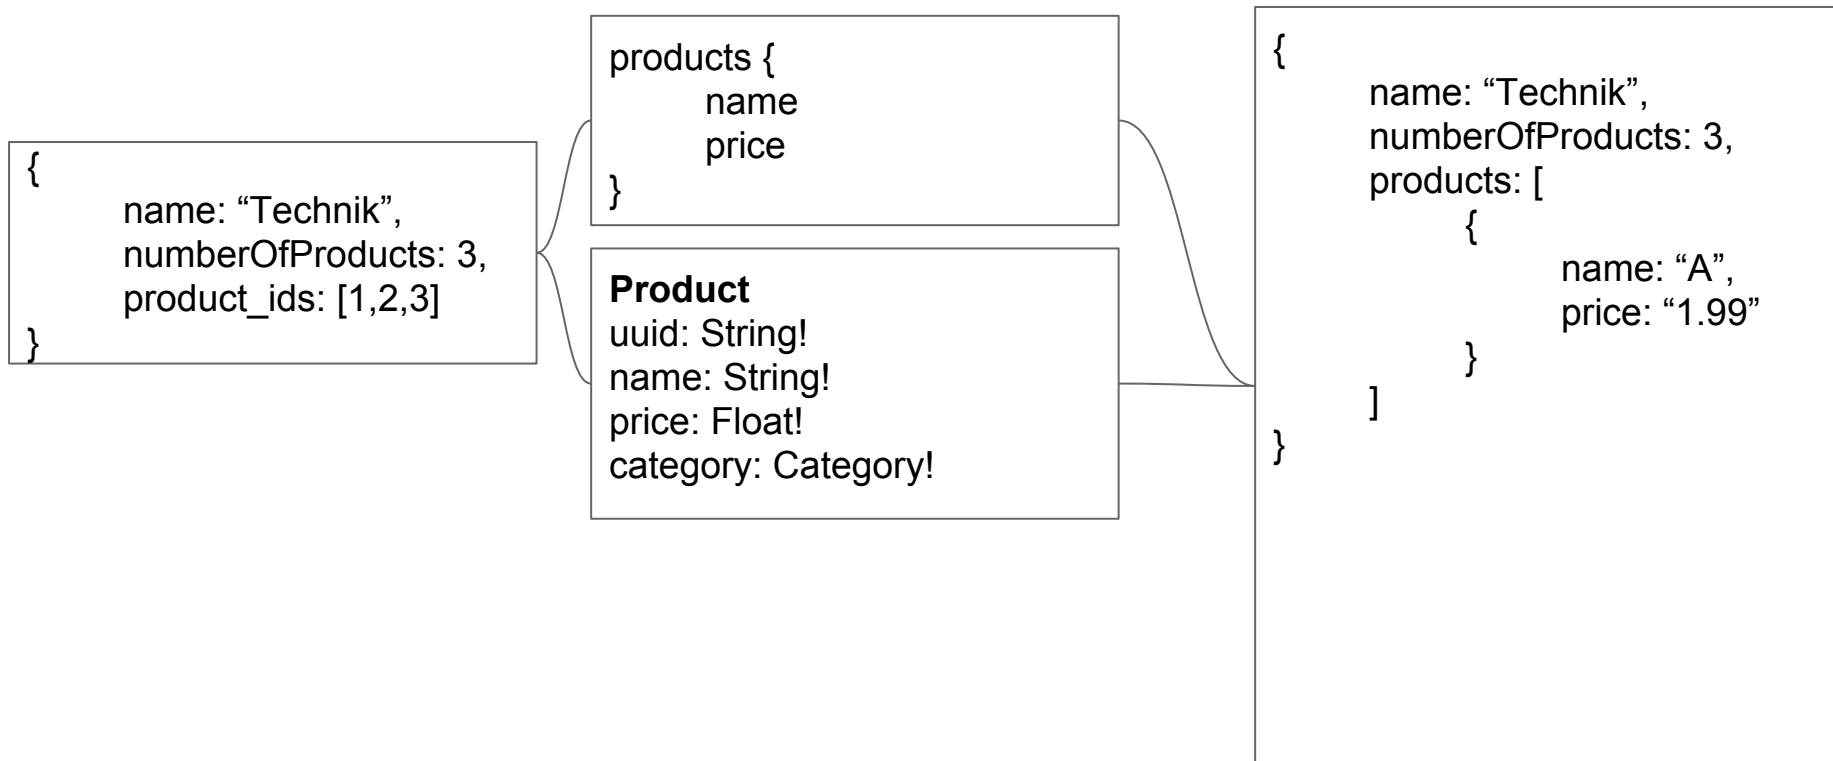 {
name: “Technik”,
numberOfProducts: 3,
product_ids: [1,2,3]
}
products {
name
price
}
Product
uuid: String!
name: String!
price: Float!
category: Category!
{
name: “Technik”,
numberOfProducts: 3,
products: [
{
name: “A”,
price: “1.99”
}
]
}